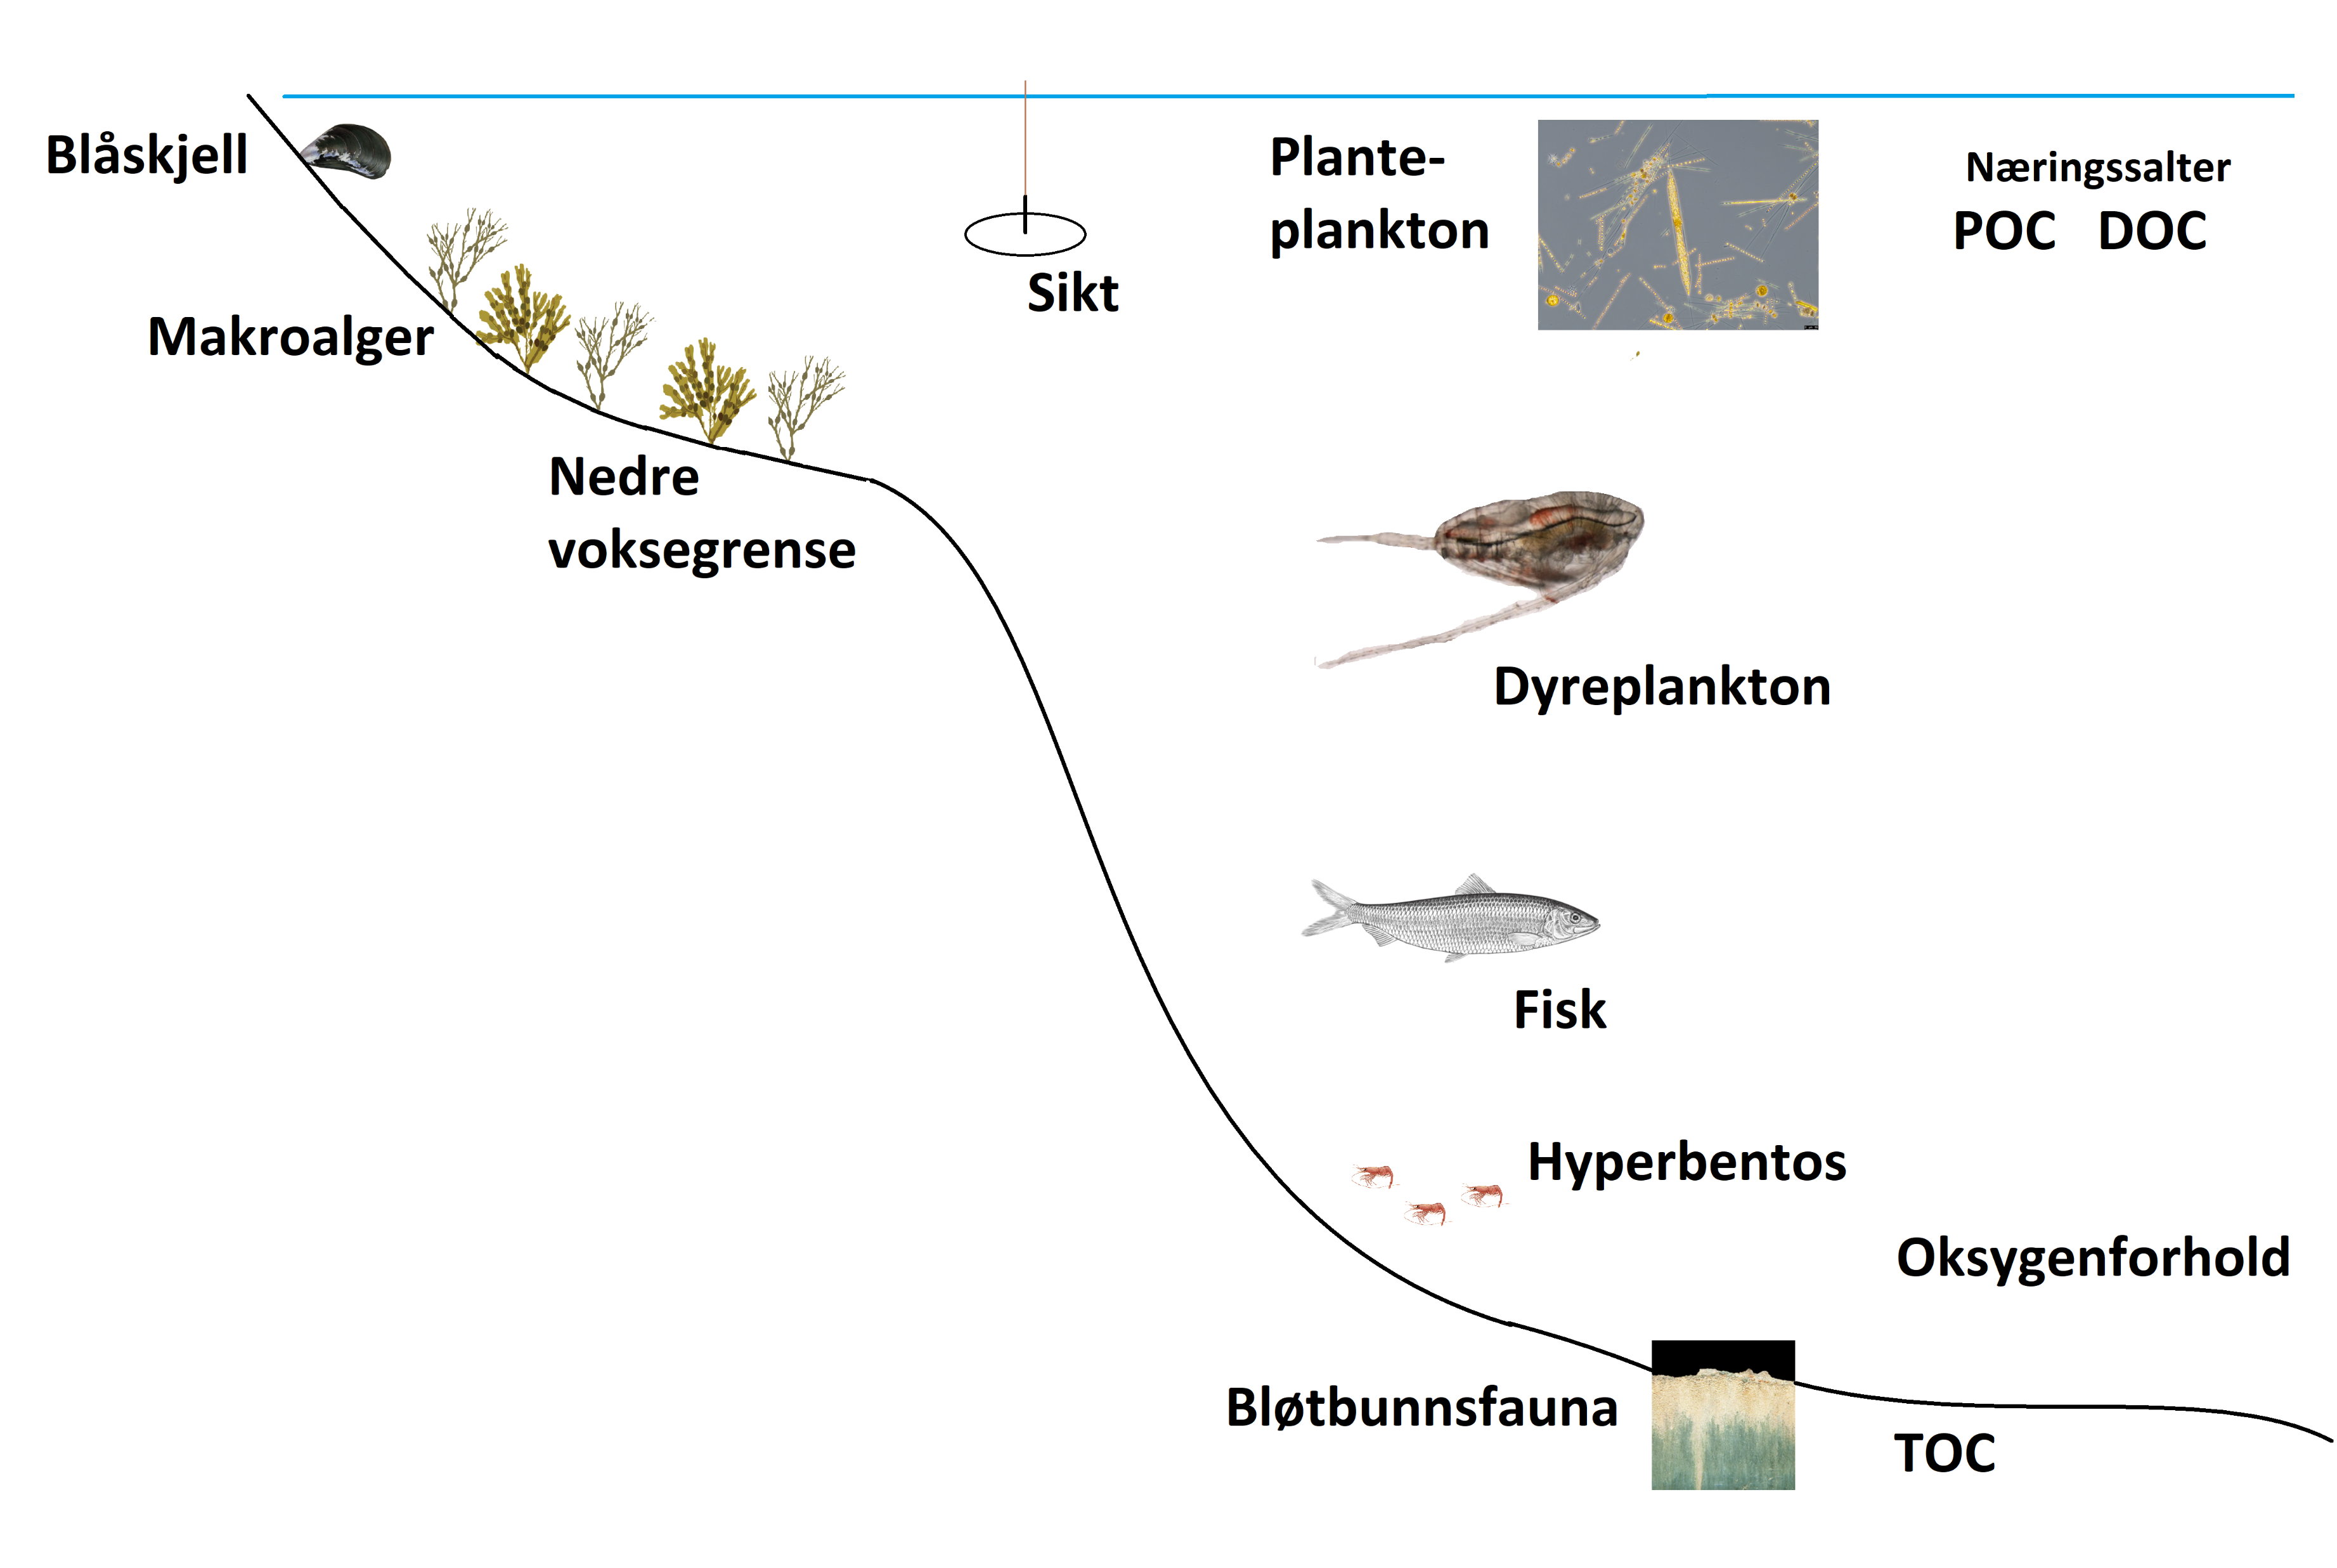 Blåskjell
Makroalger
Nedre
voksegrense
Sikt
Plante-
plankton
Næringssalter
POC DOC
Dyreplankton
Fisk
Hyperbentos
Oksygenforhold
Bløtbunnsfauna
TOC